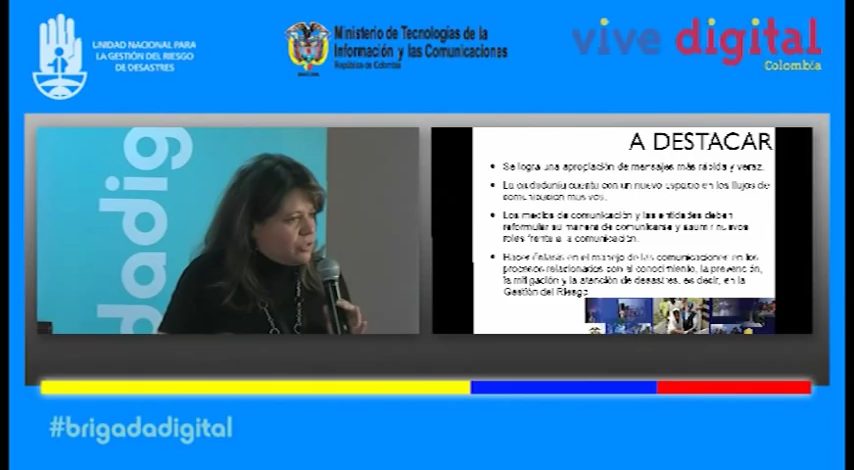 UNIDAD NACIONAL PARA
LA GESTIÓN DEL RIESGO
DE DESASTRES
Ministerio de Tecnologías de la
Información y las Comunicaciones
República de Colombia
vive digital
Colombia
dadig
A DESTACAR
• Se logra una apropiación de mensajes más rápida y veraz.
• La ciudadanía cuenta con un nuevo espacio en los flujos de
comunicación masivos.
• Los medios de comunicación y las entidades deben
reformular su manera de comunicarse y asumir nuevos
roles frente a la comunicación.
• Hacer énfasis en el manejo de las comunicaciones en los
procesos relacionados con el conocimiento, la prevención,
la mitigación y la atención de desastres, es decir, en la
Gestión del Riesgo
#brigadadigital